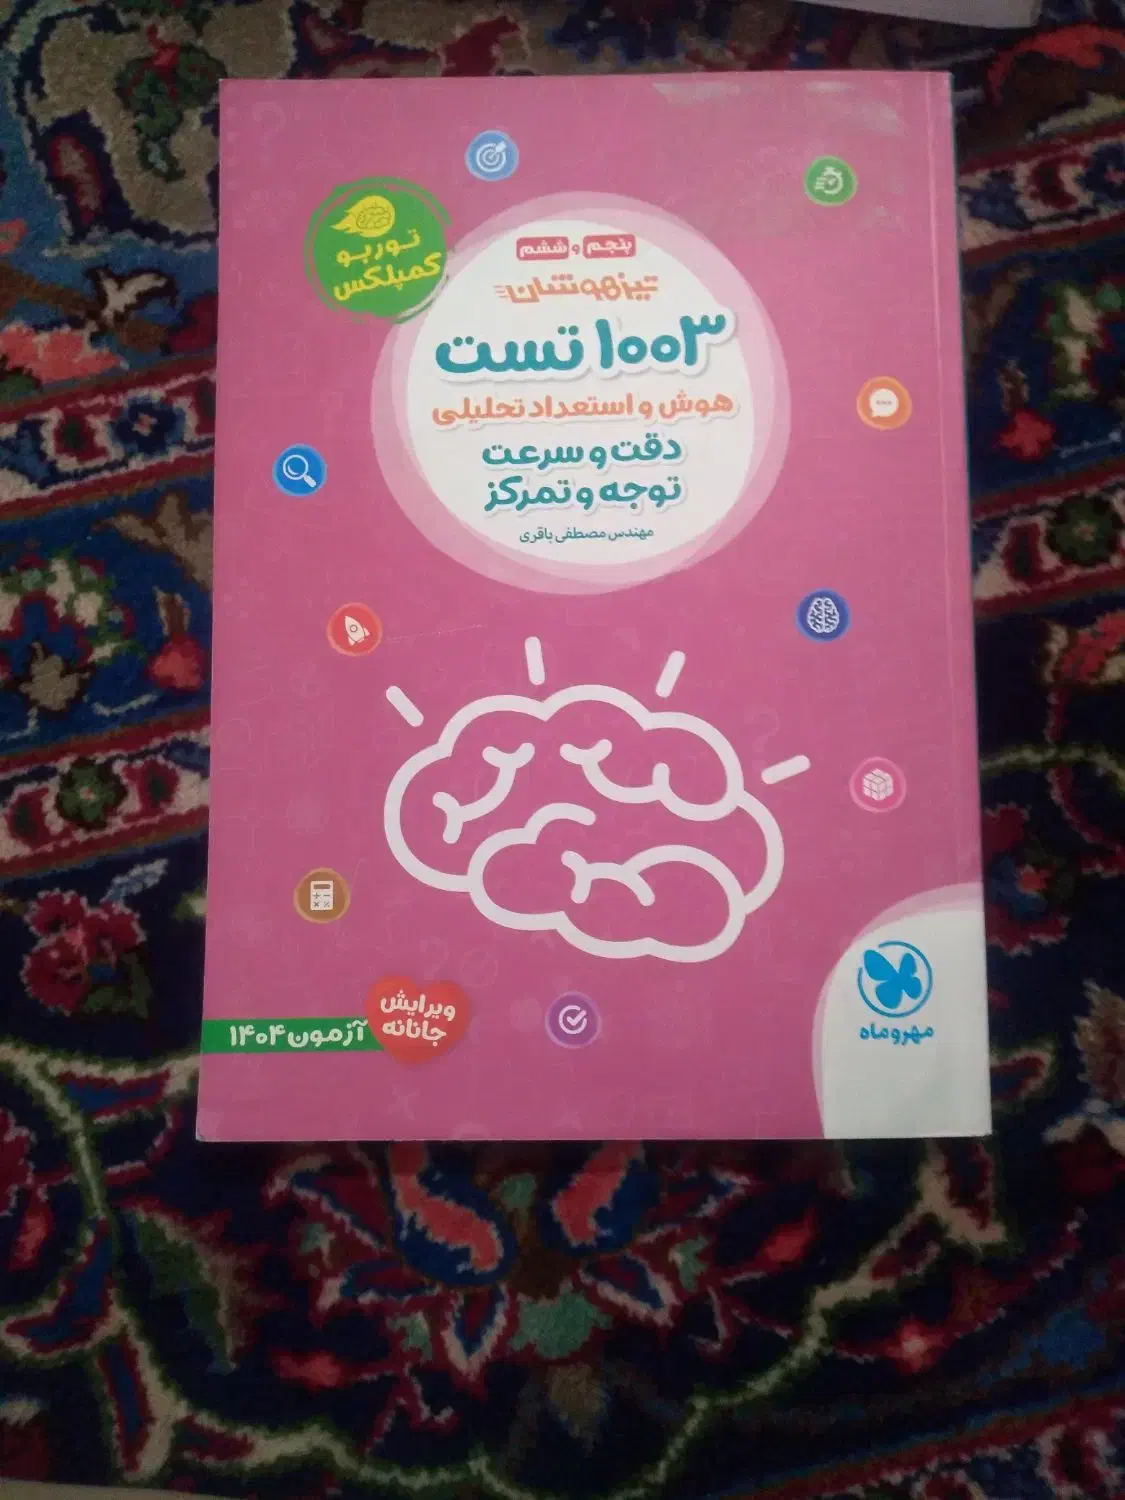 توربو
کمپلکس
پنجم و ششم
تیزهوشان
۱۰۰۳ تست
هوش و استعداد تحلیلی
دقت و سرعت
توجه و تمرکز
مهندس مصطفی باقری
ویرایش
جانانه
آزمون ۱۴۰۴
مهروماه